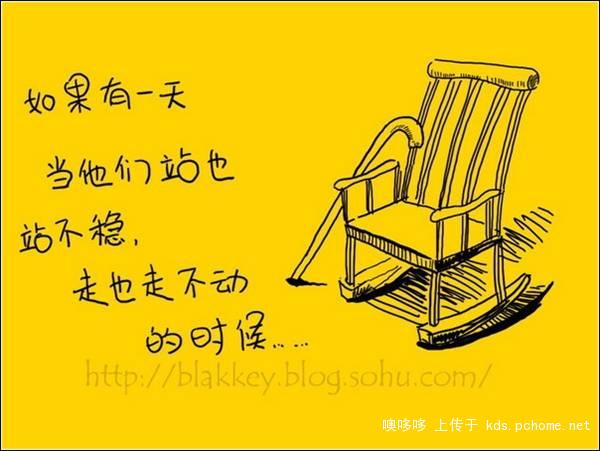 如果有一天
当他们站也
站不稳，
走也走不动
的时候……
http://blakkey.blog.sohu.com/
噢哆哆 上传于 kds.pchome.net